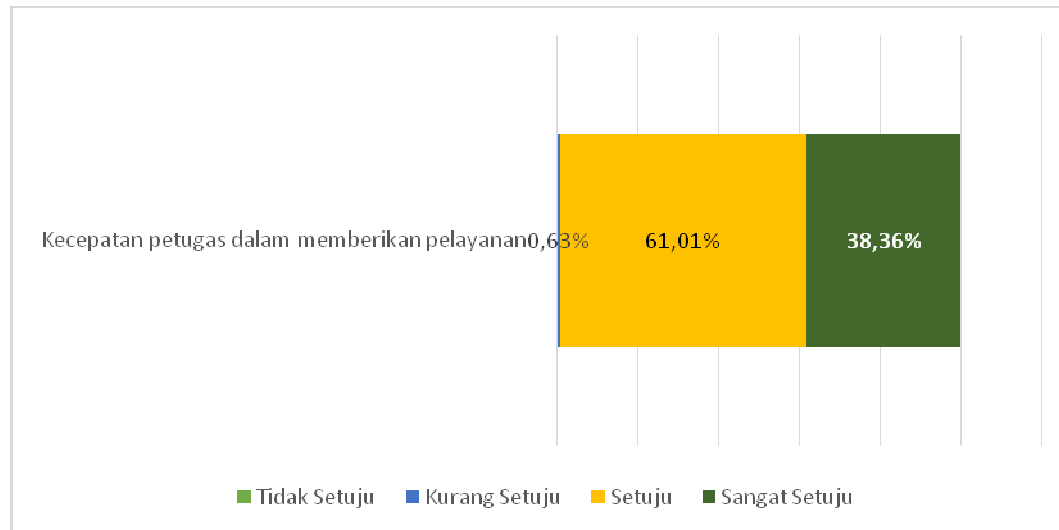 Kecepatan petugas dalam memberikan pelayanan 0,63% 61,01% 38,36%
Tidak Setuju Kurang Setuju Setuju Sangat Setuju